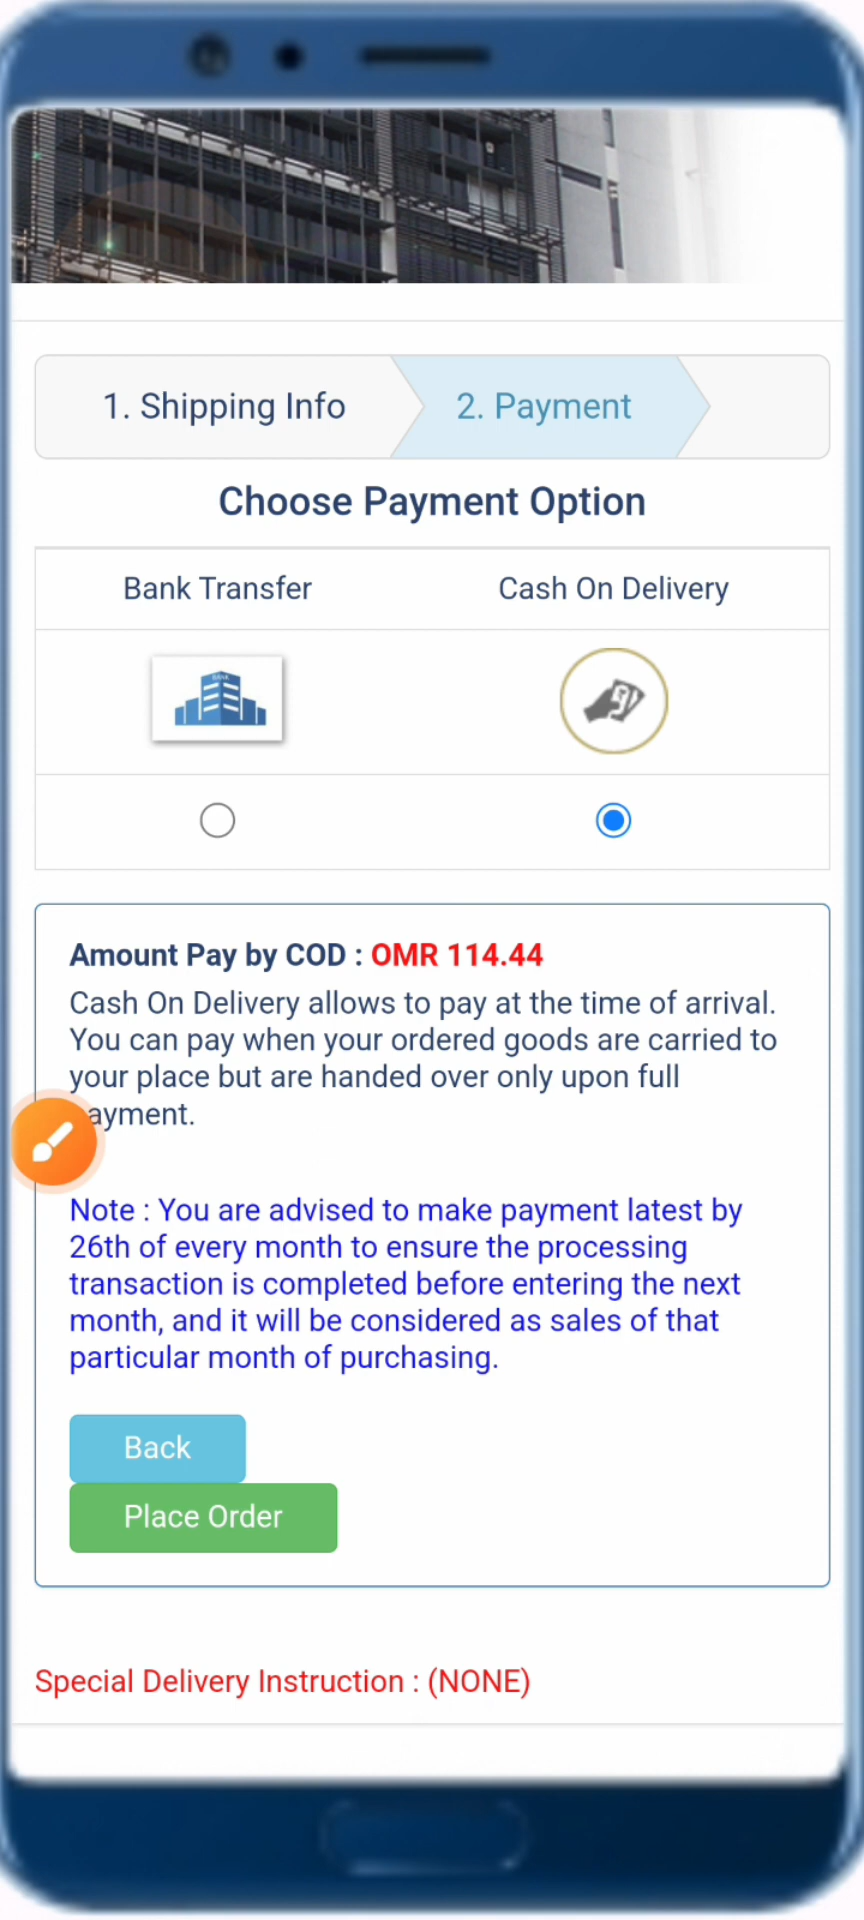 1. Shipping Info
2. Payment
Choose Payment Option
Bank Transfer
Cash On Delivery
BANK
Amount Pay by COD : OMR 114.44
Cash On Delivery allows to pay at the time of arrival.
You can pay when your ordered goods are carried to
your place but are handed over only upon full
ayment.
Note : You are advised to make payment latest by
26th of every month to ensure the processing
transaction is completed before entering the next
month, and it will be considered as sales of that
particular month of purchasing.
Back
Place Order
Special Delivery Instruction : (NONE)